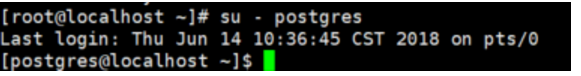 [root@localhost ~]# su - postgres
Last login: Thu Jun 14 10:36:45 CST 2018 on pts/0
[postgres@localhost ~]$